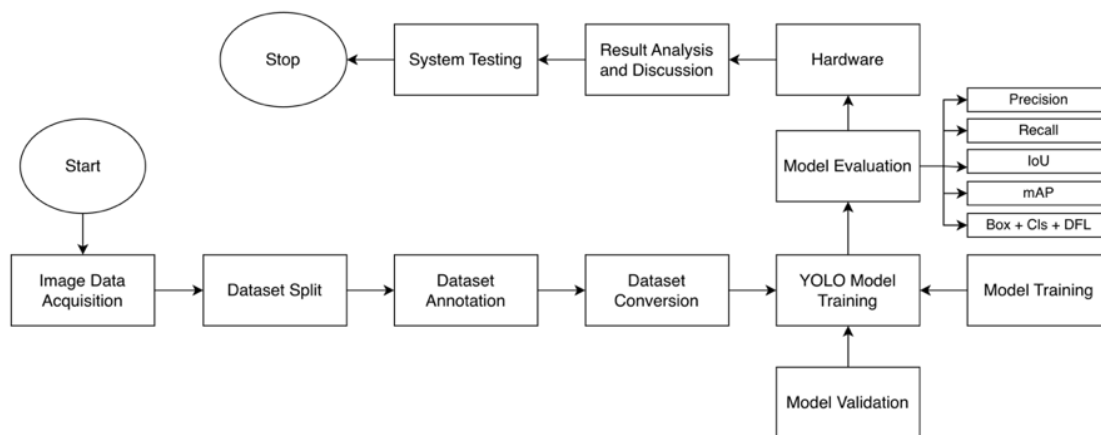 Stop
System Testing
Result Analysis
and Discussion
Hardware
Precision
Recall
IoU
mAP
Box + Cls + DFL
Model Evaluation
Start
Image Data
Acquisition
Dataset Split
Dataset
Annotation
Dataset
Conversion
YOLO Model
Training
Model Training
Model Validation